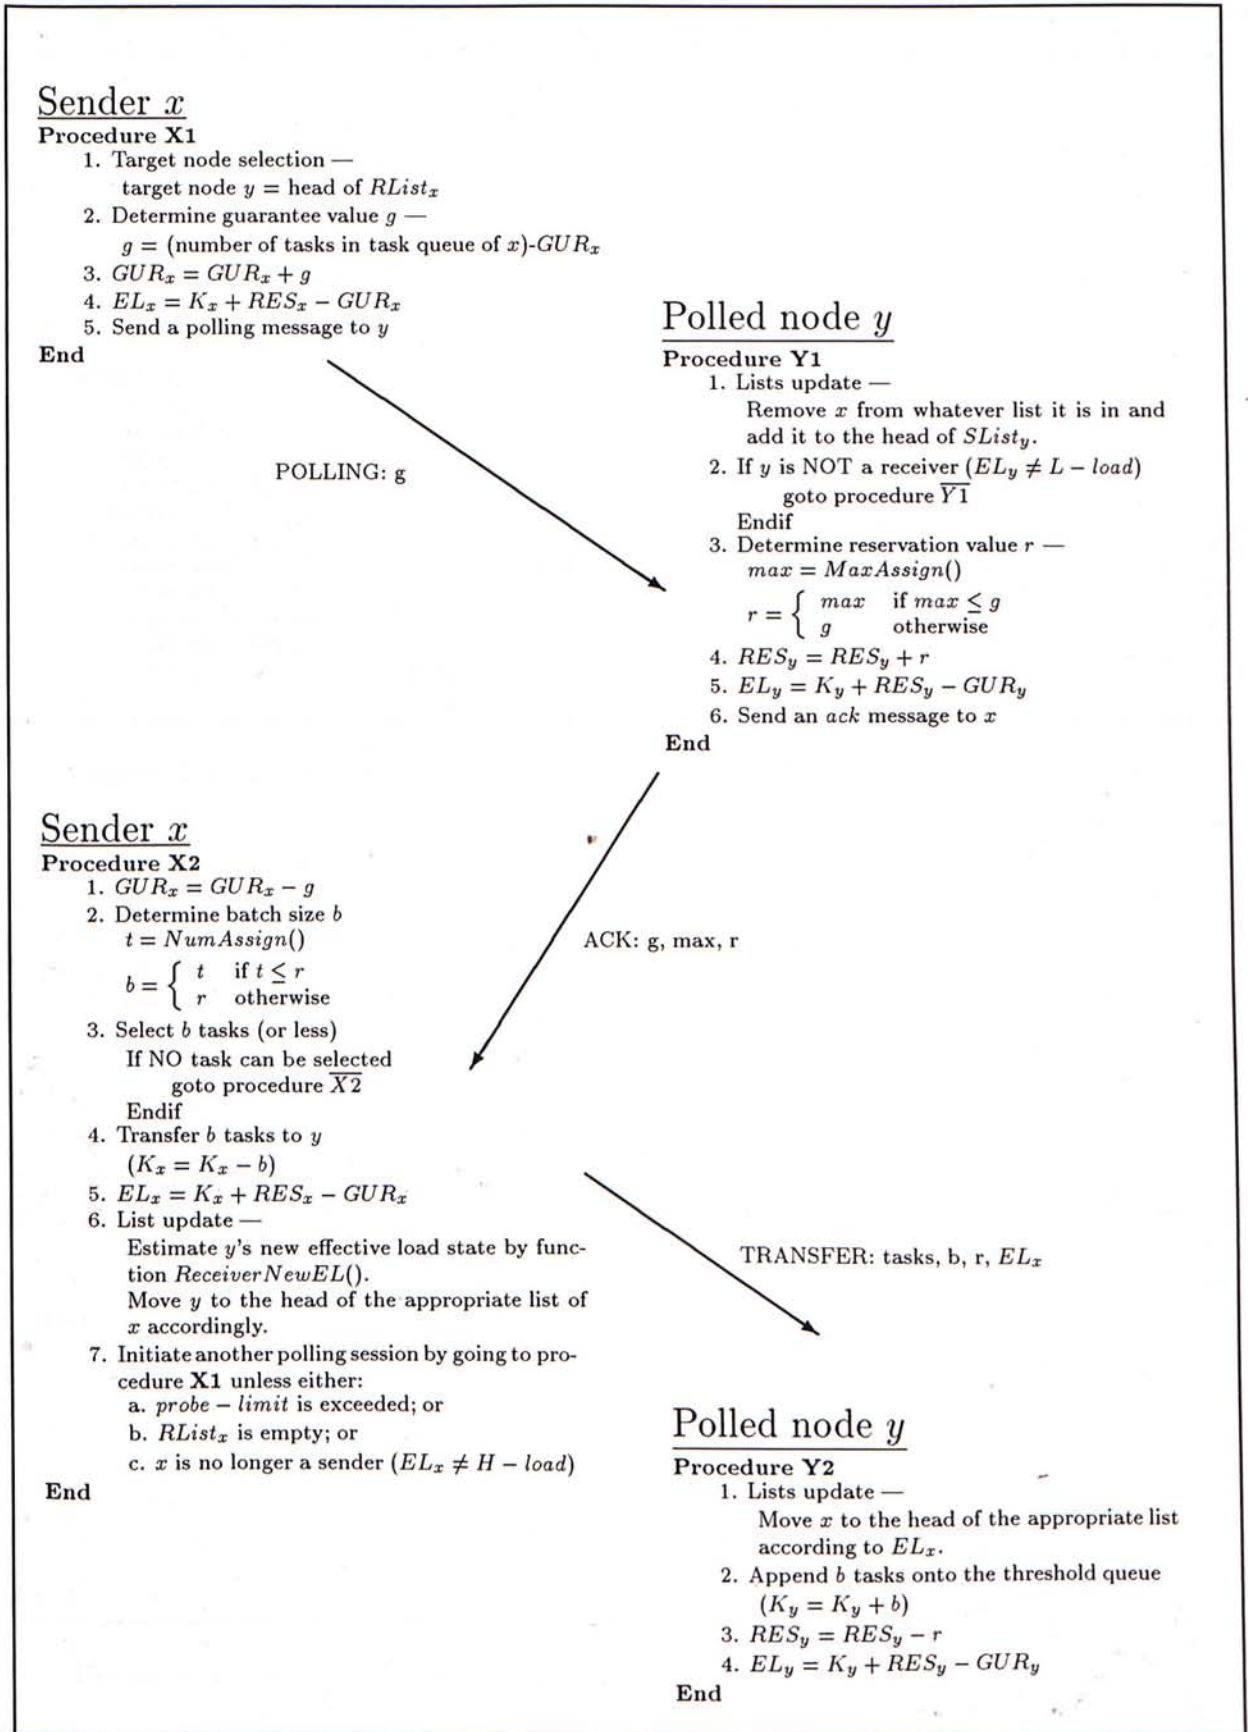 Sender x
Procedure X1
1. Target node selection —
target node y = head of RList_x
2. Determine guarantee value g —
g = (number of tasks in task queue of x)-GUR_x
3. GUR_x = GUR_x + g
4. EL_x = K_x + RES_x − GUR_x
5. Send a polling message to y
End
POLLING: g
Polled node y
Procedure Y1
1. Lists update —
Remove x from whatever list it is in and
add it to the head of SList_y.
2. If y is NOT a receiver (EL_y ≠ L − load)
goto procedure \overline{Y1}
Endif
3. Determine reservation value r —
max = MaxAssign()
r = { max if max ≤ g
g otherwise
4. RES_y = RES_y + r
5. EL_y = K_y + RES_y − GUR_y
6. Send an ack message to x
End
ACK: g, max, r
Sender x
Procedure X2
1. GUR_x = GUR_x − g
2. Determine batch size b
t = NumAssign()
b = { t if t ≤ r
r otherwise
3. Select b tasks (or less)
If NO task can be selected
goto procedure \overline{X2}
Endif
4. Transfer b tasks to y
(K_x = K_x − b)
5. EL_x = K_x + RES_x − GUR_x
6. List update —
Estimate y's new effective load state by func-
tion ReceiverNewEL().
Move y to the head of the appropriate list of
x accordingly.
7. Initiate another polling session by going to pro-
cedure X1 unless either:
a. probe − limit is exceeded; or
b. RList_x is empty; or
c. x is no longer a sender (EL_x ≠ H − load)
End
TRANSFER: tasks, b, r, EL_x
Polled node y
Procedure Y2
1. Lists update —
Move x to the head of the appropriate list
according to EL_x.
2. Append b tasks onto the threshold queue
(K_y = K_y + b)
3. RES_y = RES_y − r
4. EL_y = K_y + RES_y − GUR_y
End